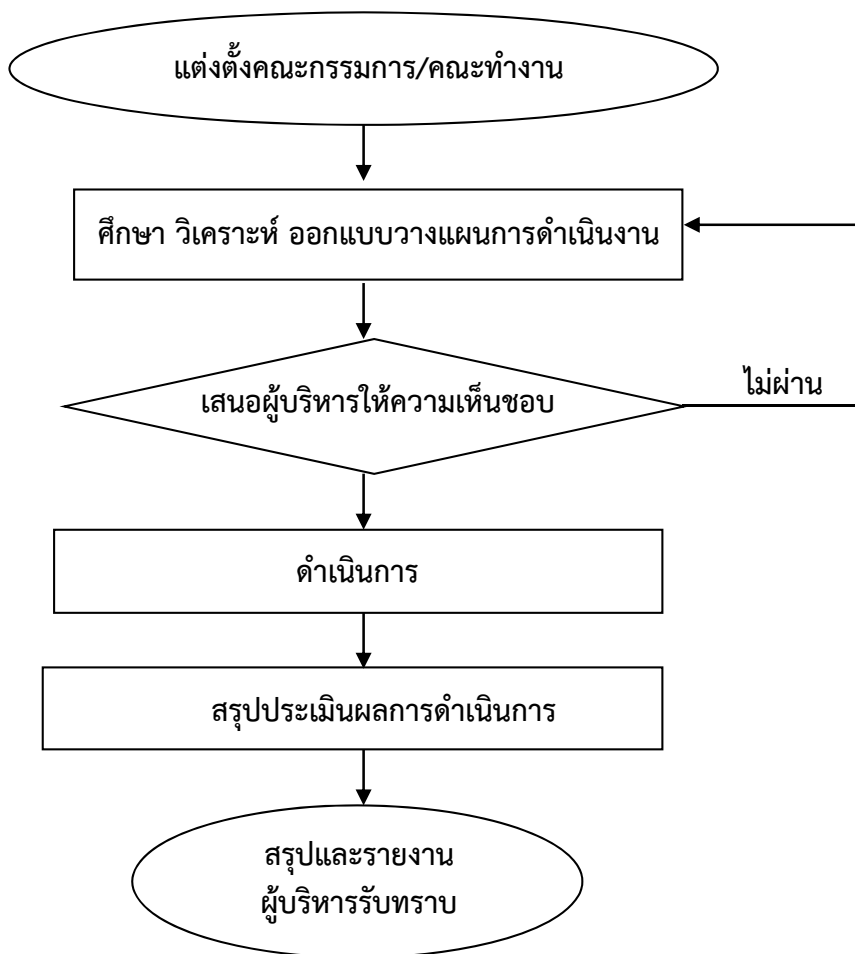 แต่งตั้งคณะกรรมการ/คณะทำงาน
ศึกษา วิเคราะห์ ออกแบบวางแผนการดำเนินงาน
เสนอผู้บริหารให้ความเห็นชอบ
ไม่ผ่าน
ดำเนินการ
สรุปประเมินผลการดำเนินการ
สรุปและรายงาน
ผู้บริหารรับทราบ